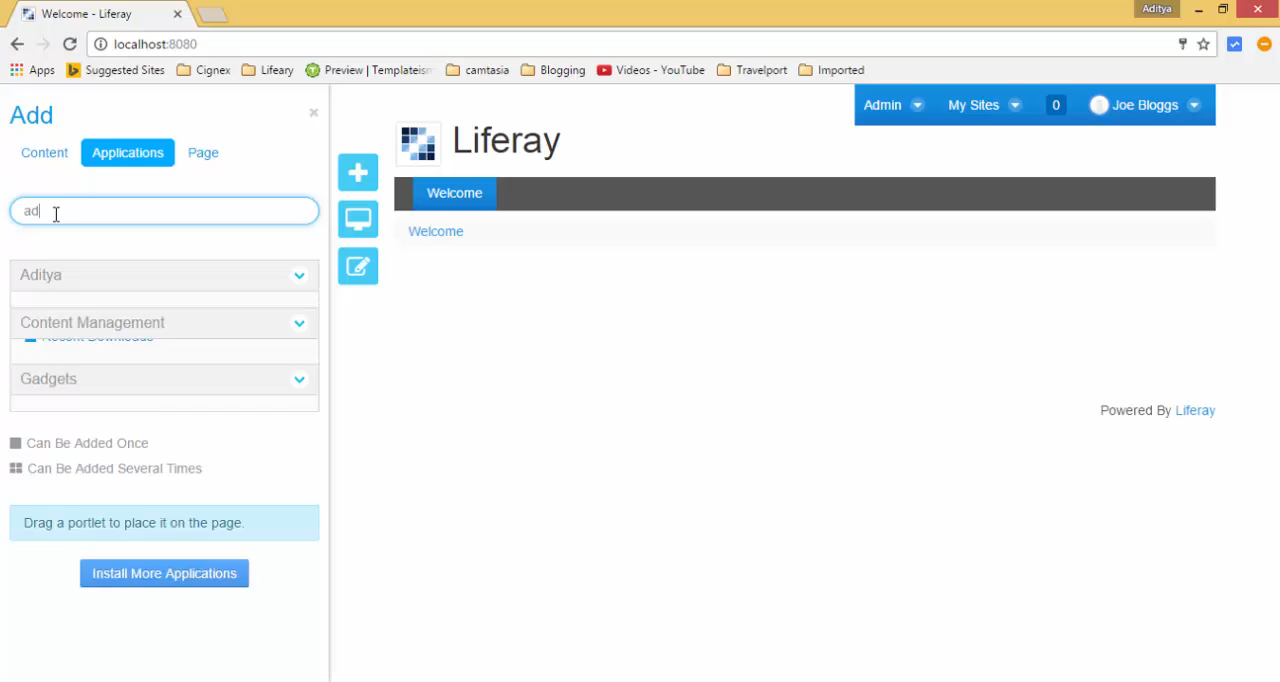 Welcome - Liferay
Aditya
localhost:8080
Apps Suggested Sites Cignex Lifeary Preview | Templateism camtasia Blogging Videos - YouTube Travelport Imported
Add
Content Applications Page
ad
Aditya
Content Management
Recent Downloads
Gadgets
Can Be Added Once
Can Be Added Several Times
Drag a portlet to place it on the page.
Install More Applications
Admin My Sites 0 Joe Bloggs
Liferay
Welcome
Welcome
Powered By Liferay